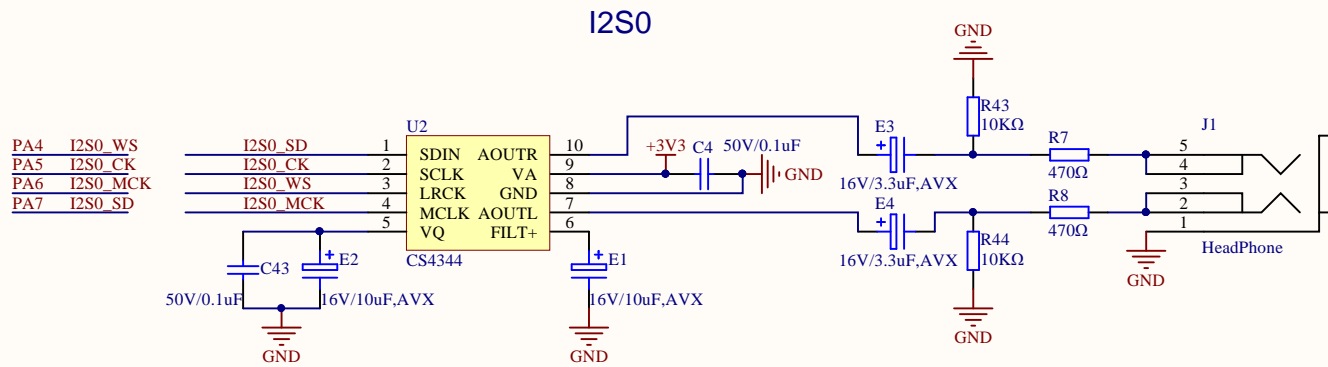 I2S0
GND
R43
10KΩ
U2
E3
J1
PA4 I2S0_WS I2S0_SD 1 SDIN AOUTR 10 +3V3 C4 50V/0.1uF R7 5
PA5 I2S0_CK I2S0_CK 2 SCLK VA 9 GND 16V/3.3uF,AVX 470Ω 4
PA6 I2S0_MCK I2S0_WS 3 LRCK GND 8 R8 3
PA7 I2S0_SD I2S0_MCK 4 MCLK AOUTL 7 E4 2
5 VQ FILT+ 6 470Ω 1
R44
10KΩ
HeadPhone
C43 E2 CS4344 E1 16V/3.3uF,AVX
GND
50V/0.1uF 16V/10uF,AVX 16V/10uF,AVX
GND
GND
GND